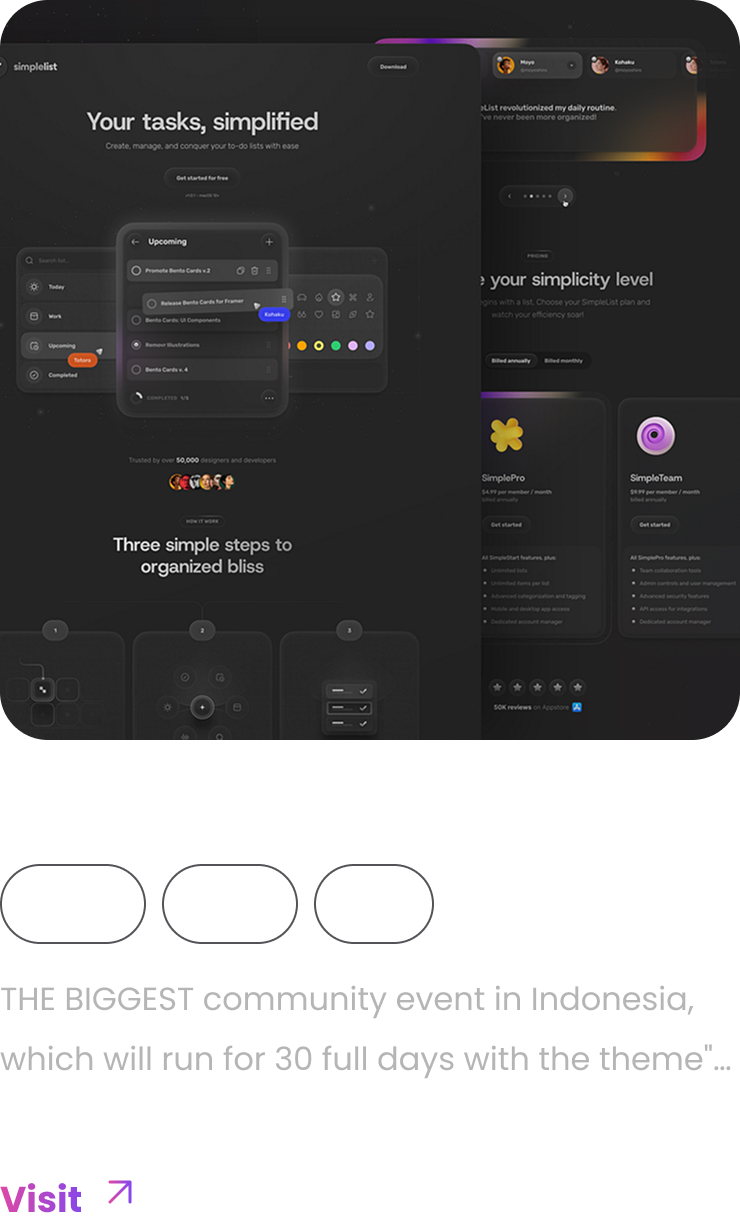 simplelist
Download
Your tasks, simplified
Create, manage, and conquer your to-do lists with ease
Get started for free
Search list...
Today
Work
Upcoming
Totoro
Completed
Upcoming
Promote Bento Cards v.2
Release Bento Cards for Framer
Kohaku
Bento Cards: UI Components
Remove Illustrations
Bento Cards v. 4
COMPLETED 1/5
Trusted by over 50,000 designers and developers
HOW IT WORK
Three simple steps to
organized bliss
1
2
3
Moyo
Kohaku
eList revolutionized my daily routine.
've never been more organized!
PRICING
e your simplicity level
egins with a list. Choose your SimpleList plan and
watch your efficiency soar!
Billed annually Billed monthly
SimplePro
$4.99 per member / month
billed annually
Get started
All SimpleStart features, plus:
Unlimited lists
Unlimited items per list
Advanced categorization and tagging
Mobile and desktop app access
Dedicated account manager
SimpleTeam
$9.99 per member / month
billed annually
Get started
All SimplePro features, plus:
Team collaboration tools
Admin controls and user management
Advanced security features
API access for integrations
Dedicated account manager
50K reviews on Appstore
THE BIGGEST community event in Indonesia,
which will run for 30 full days with the theme"...
Visit